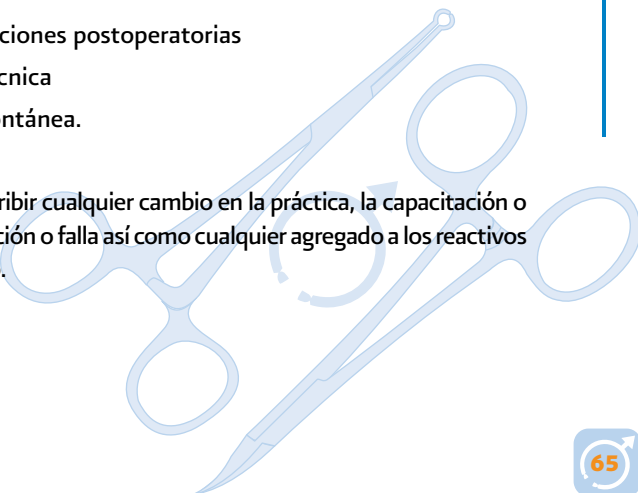 ciones postoperatorias
cnica
ontánea.
ribir cualquier cambio en la práctica, la capacitación o
ción o falla así como cualquier agregado a los reactivos
65